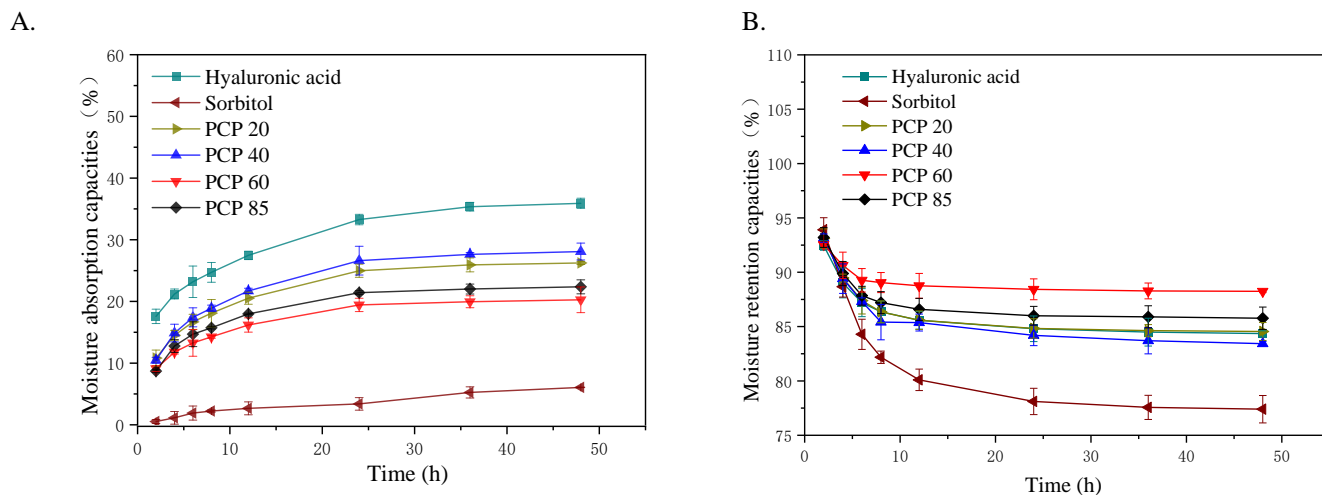 A.
Moisture absorption capacities (%)
60
50
40
30
20
10
0
Hyaluronic acid
Sorbitol
PCP 20
PCP 40
PCP 60
PCP 85
0 10 20 30 40 50
Time (h)
B.
Moisture retention capacities (%)
110
105
100
95
90
85
80
75
Hyaluronic acid
Sorbitol
PCP 20
PCP 40
PCP 60
PCP 85
0 10 20 30 40 50
Time (h)